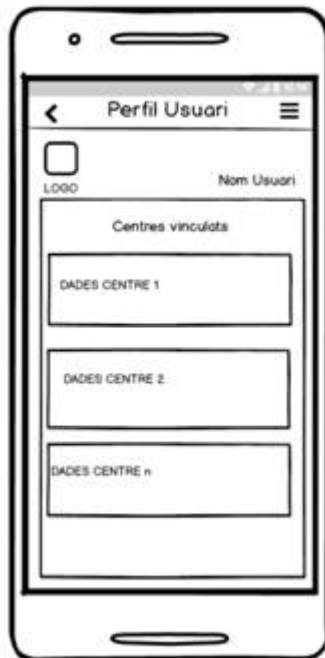 Perfil Usuari
LOGO
Nom Usuari
Centres vinculats
DADES CENTRE 1
DADES CENTRE 2
DADES CENTRE n